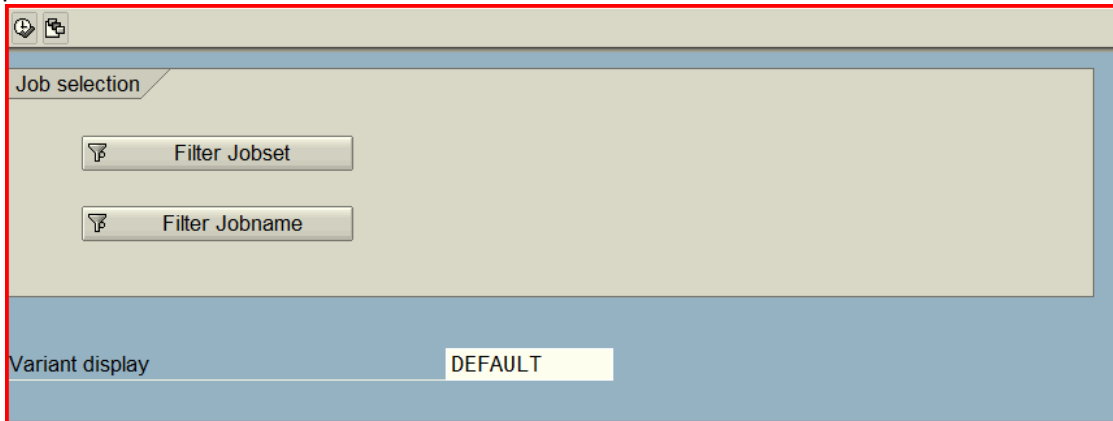 Job selection
Filter Jobset
Filter Jobname
Variant display DEFAULT